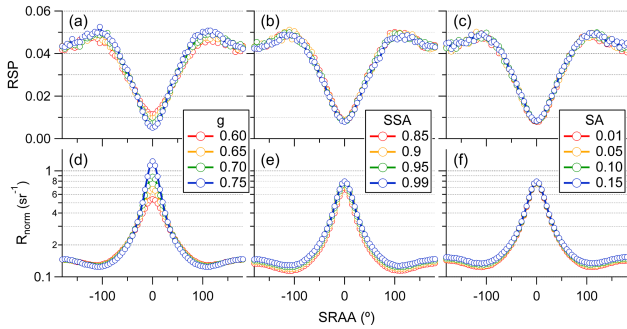 (a)
(b)
(c)
0.06
0.04
0.02
0.00
RSP
g
0.60
0.65
0.70
0.75
SSA
0.85
0.9
0.95
0.99
SA
0.01
0.05
0.10
0.15
(d)
(e)
(f)
1
8
6
4
2
0.1
Rnorm (sr-1)
-100 0 100
-100 0 100
-100 0 100
SRAA (º)